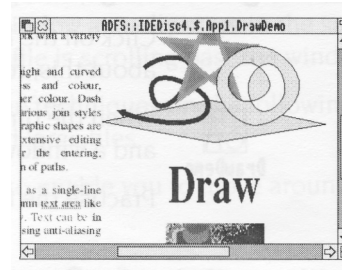 ADFS::IDEDisc4.$.App1.DrawDemo
with a variety
ight and curved
ss and colour,
er colour. Dash
arious join styles
raphic shapes are
xtensive editing
r the entering,
n of paths.
as a single-line
mn text area like
. Text can be in
sing anti-aliasing
Draw